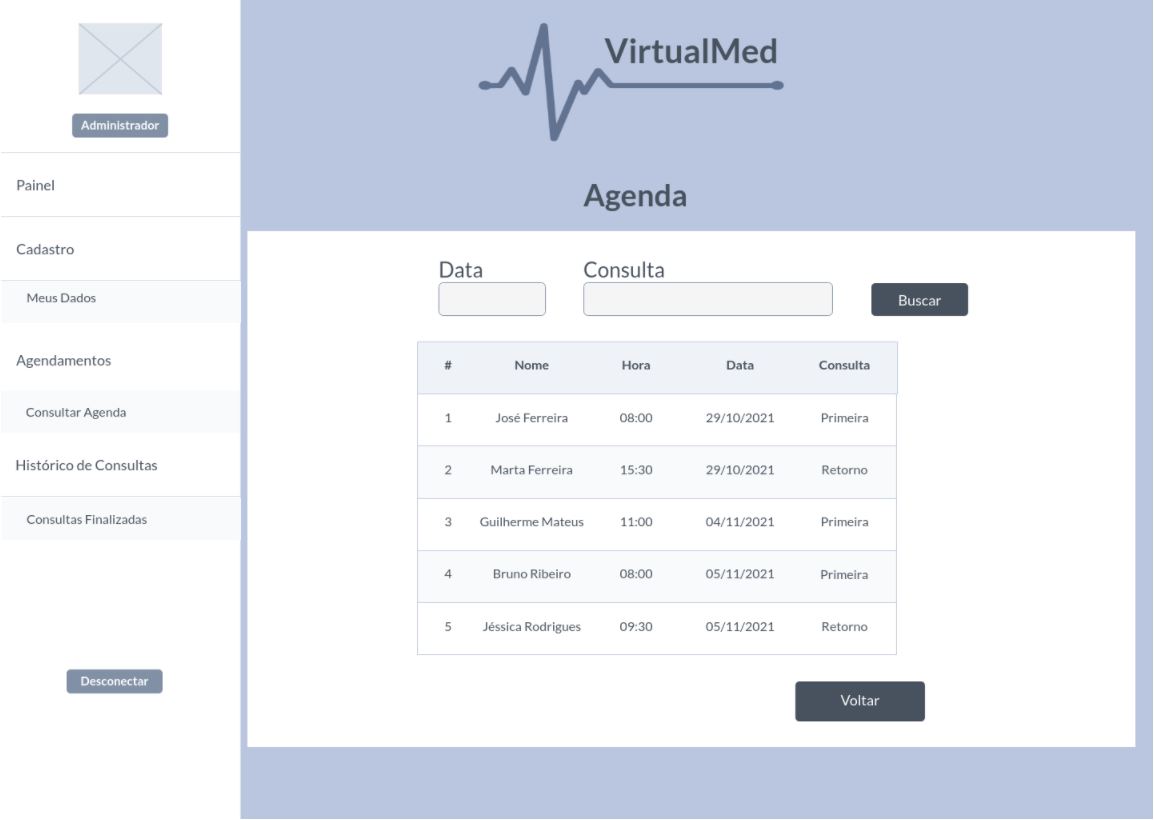 Administrador
Painel
Cadastro
Meus Dados
Agendamentos
Consultar Agenda
Histórico de Consultas
Consultas Finalizadas
Desconectar
VirtualMed
Agenda
Data Consulta
Buscar
# Nome Hora Data Consulta
1 José Ferreira 08:00 29/10/2021 Primeira
2 Marta Ferreira 15:30 29/10/2021 Retorno
3 Guilherme Mateus 11:00 04/11/2021 Primeira
4 Bruno Ribeiro 08:00 05/11/2021 Primeira
5 Jéssica Rodrigues 09:30 05/11/2021 Retorno
Voltar